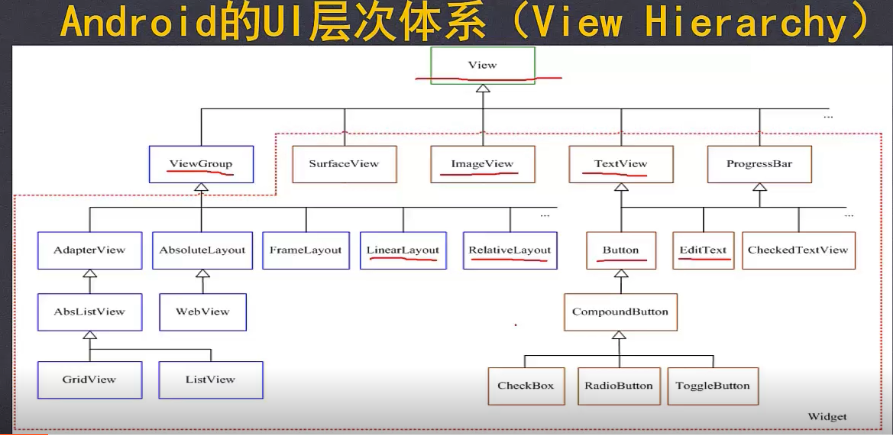 Android的UI层次体系（View Hierarchy）
View
...
ViewGroup SurfaceView ImageView TextView ProgressBar
... ...
AdapterView AbsoluteLayout FrameLayout LinearLayout RelativeLayout Button EditText CheckedTextView
AbsListView WebView CompoundButton
GridView ListView CheckBox RadioButton ToggleButton
Widget